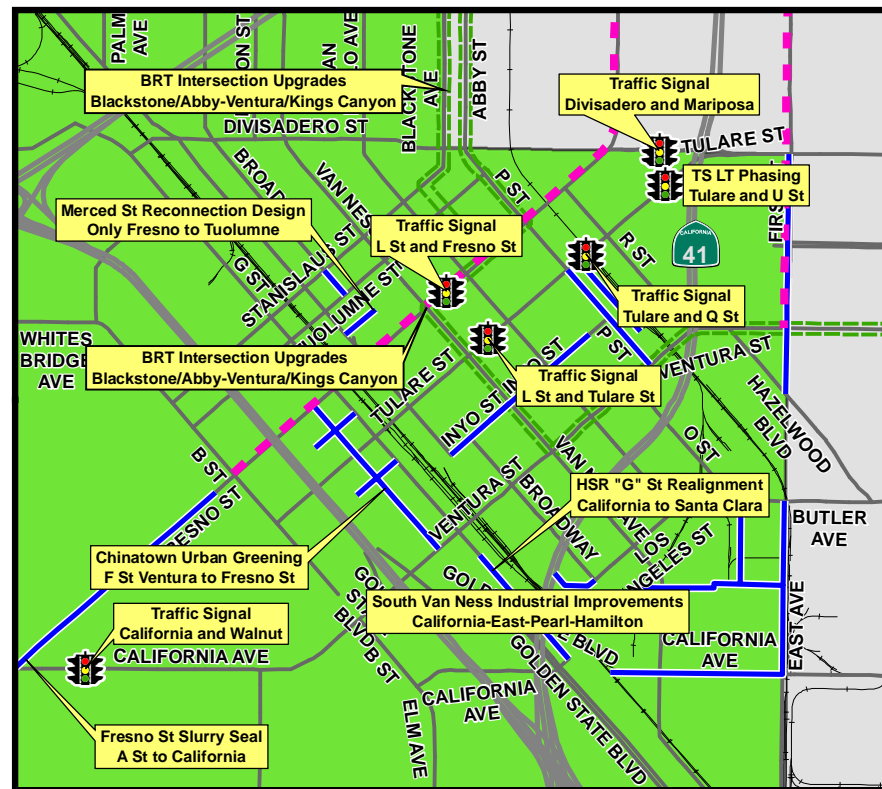 PALM
AVE
BLACKSTONE
AVE
ABBY ST
BRT Intersection Upgrades
Blackstone/Abby-Ventura/Kings Canyon
Traffic Signal
Divisadero and Mariposa
DIVISADERO ST
TULARE ST
TS LT Phasing
Tulare and U St
VAN NES
P ST
Merced St Reconnection Design
Only Fresno to Tuolumne
Traffic Signal
L St and Fresno St
R ST
CALIFORNIA
41
G ST
STANISLAUS ST
TUOLUMNE ST
Traffic Signal
Tulare and Q St
WHITES
BRIDGE
AVE
BRT Intersection Upgrades
Blackstone/Abby-Ventura/Kings Canyon
TULARE ST
INYO ST
P ST
VENTURA ST
Traffic Signal
L St and Tulare St
HAZELWOOD
BLVD
B ST
O ST
VENTURA ST
BROADWAY
HSR "G" St Realignment
California to Santa Clara
BUTLER
AVE
Chinatown Urban Greening
F St Ventura to Fresno St
South Van Ness Industrial Improvements
California-East-Pearl-Hamilton
Traffic Signal
California and Walnut
CALIFORNIA AVE
CALIFORNIA
AVE
EAST AVE
CALIFORNIA
AVE
GOLDEN STATE BLVD
ELM AVE
Fresno St Slurry Seal
A St to California